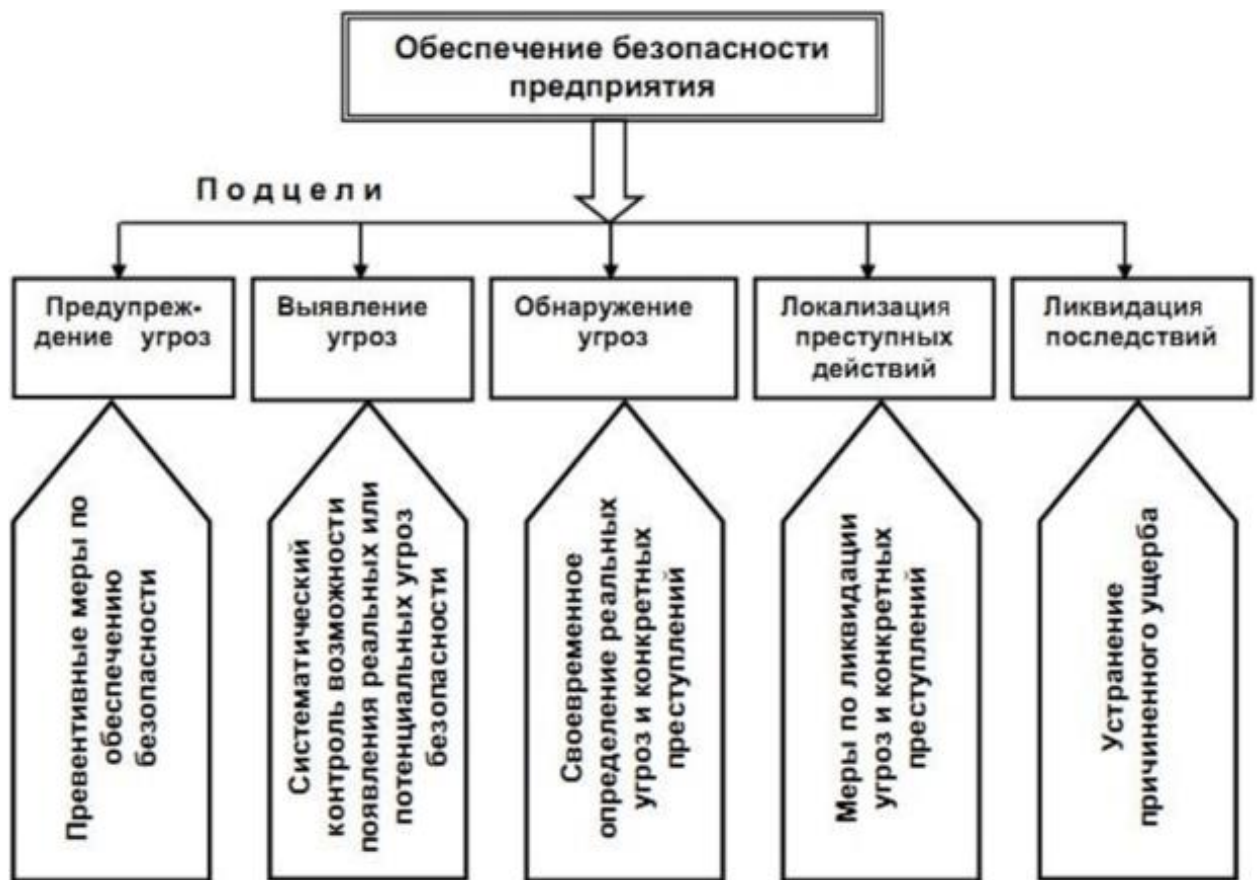 Обеспечение безопасности
предприятия
П о д ц е л и
Предупреж-
дение угроз
Выявление
угроз
Обнаружение
угроз
Локализация
преступных
действий
Ликвидация
последствий
Превентивные меры по
обеспечению
безопасности
Систематический
контроль возможности
появления реальных или
потенциальных угроз
безопасности
Своевременное
определение реальных
угроз и конкретных
преступлений
Меры по ликвидации
угроз и конкретных
преступлений
Устранение
причиненного ущерба